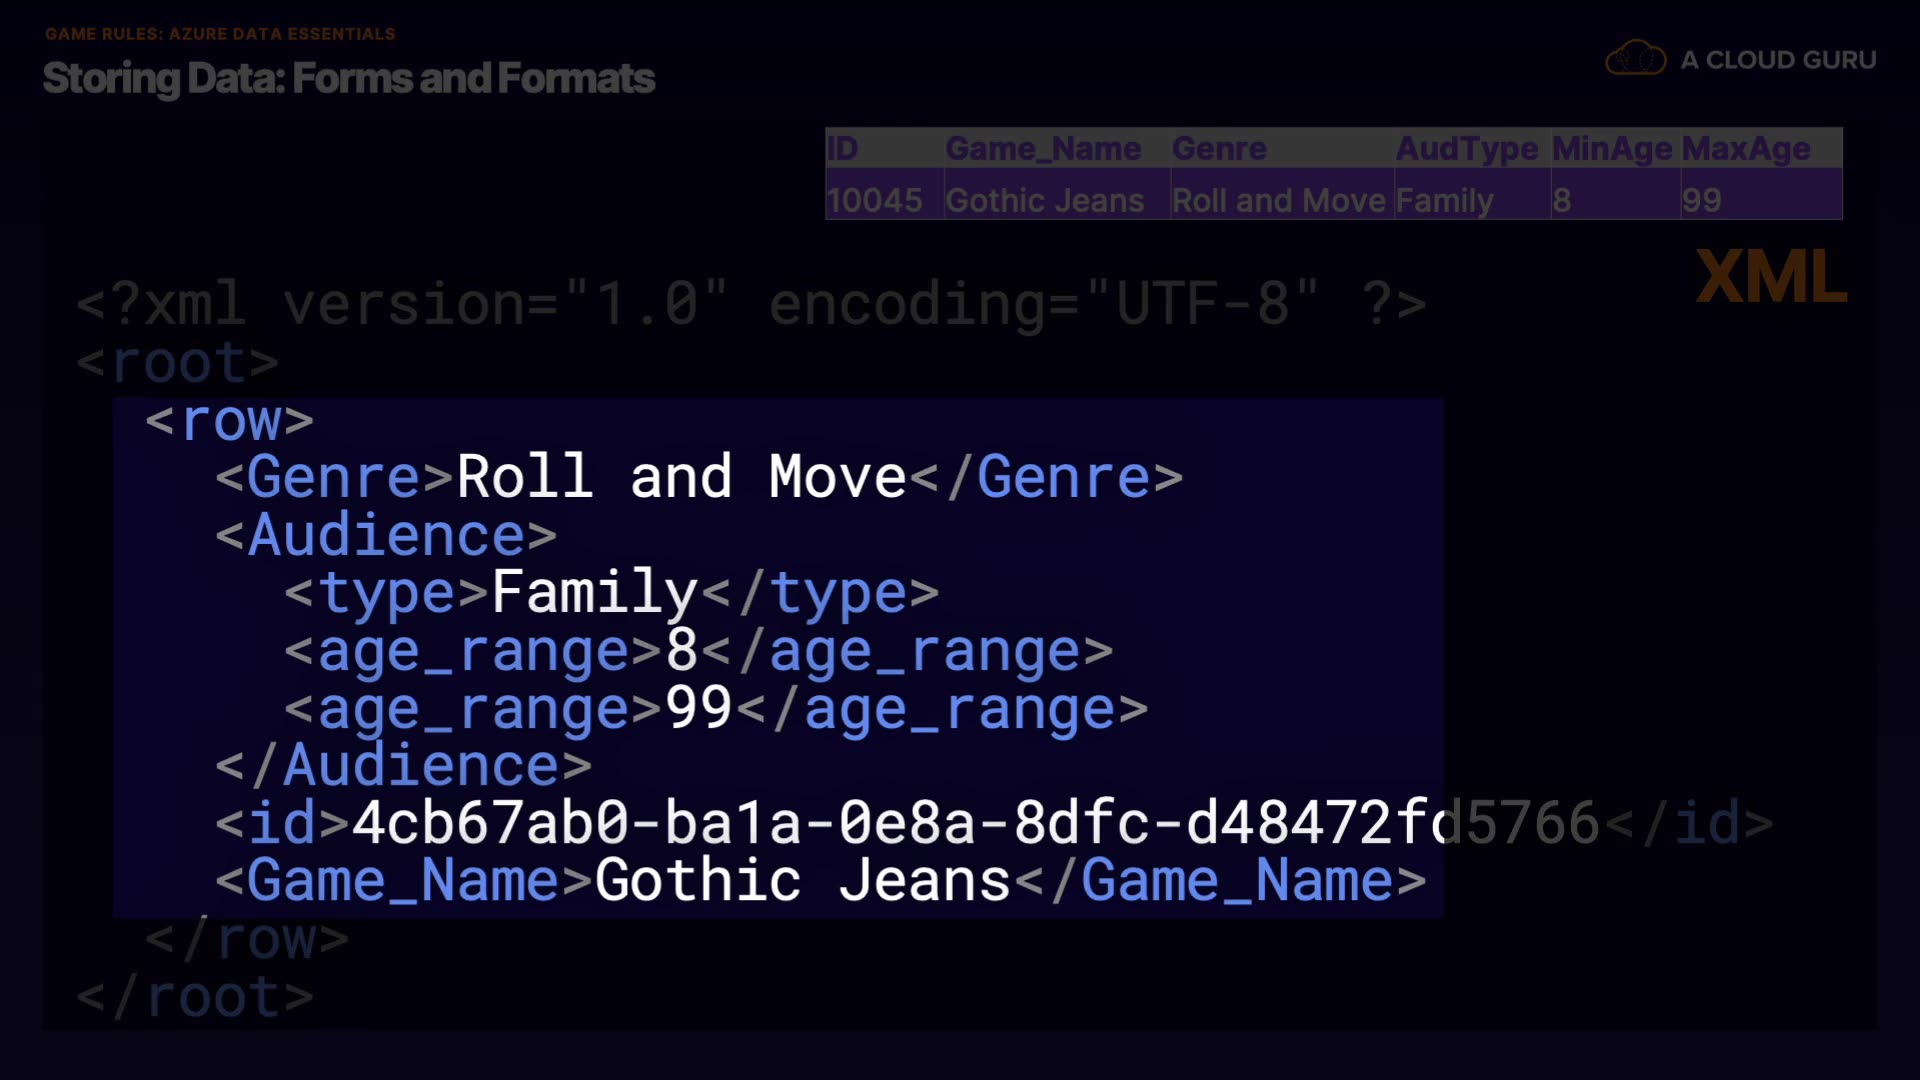 GAME RULES: AZURE DATA ESSENTIALS
Storing Data: Forms and Formats
A CLOUD GURU
ID Game_Name Genre AudType MinAge MaxAge
10045 Gothic Jeans Roll and Move Family 8 99
XML
<?xml version="1.0" encoding="UTF-8" ?>
<root>
<row>
<Genre>Roll and Move</Genre>
<Audience>
<type>Family</type>
<age_range>8</age_range>
<age_range>99</age_range>
</Audience>
<id>4cb67ab0-ba1a-0e8a-8dfc-d48472fd5766</id>
<Game_Name>Gothic Jeans</Game_Name>
</row>
</root>